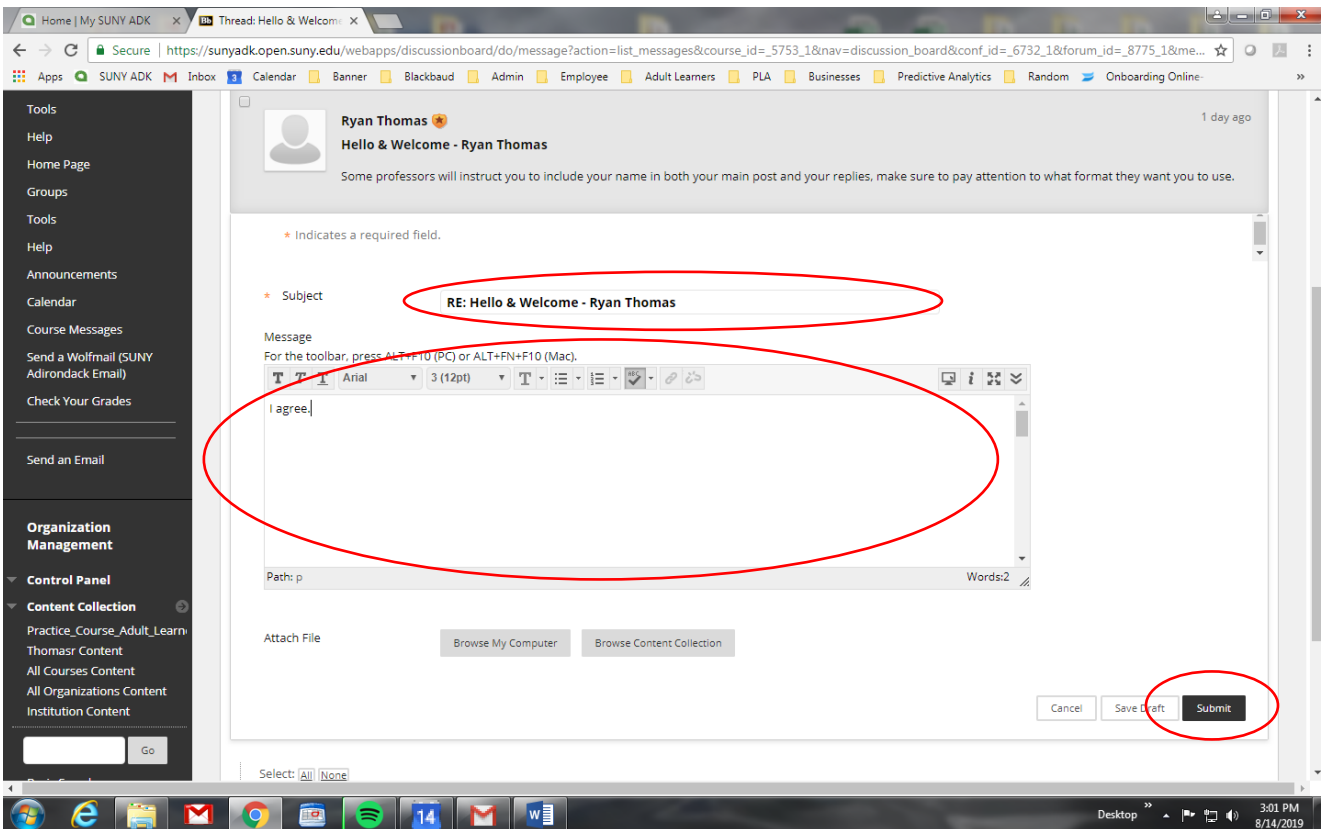 Home | My SUNY ADK
Thread: Hello & Welcom
Secure | https://sunyadk.open.suny.edu/webapps/discussionboard/do/message?action=list_messages&course_id=_5753_1&nav=discussion_board&conf_id=_6732_1&forum_id=_8775_1&me...
Apps SUNY ADK Inbox Calendar Banner Blackbaud Admin Employee Adult Learners PLA Businesses Predictive Analytics Random Onboarding Online- »
Tools
Help
Home Page
Groups
Tools
Help
Announcements
Calendar
Course Messages
Send a Wolfmail (SUNY
Adirondack Email)
Check Your Grades
Send an Email
Organization
Management
Control Panel
Content Collection
Practice_Course_Adult_Learn
Thomasr Content
All Courses Content
All Organizations Content
Institution Content
Go
Ryan Thomas
1 day ago
Hello & Welcome - Ryan Thomas
Some professors will instruct you to include your name in both your main post and your replies, make sure to pay attention to what format they want you to use.
* Indicates a required field.
* Subject
RE: Hello & Welcome - Ryan Thomas
Message
For the toolbar, press ALT+F10 (PC) or ALT+FN+F10 (Mac).
T T T Arial 3 (12pt) T ABC i
I agree.
Path: p
Words:2
Attach File
Browse My Computer
Browse Content Collection
Cancel
Save Draft
Submit
Select: All None
14
W
Desktop »
3:01 PM
8/14/2019